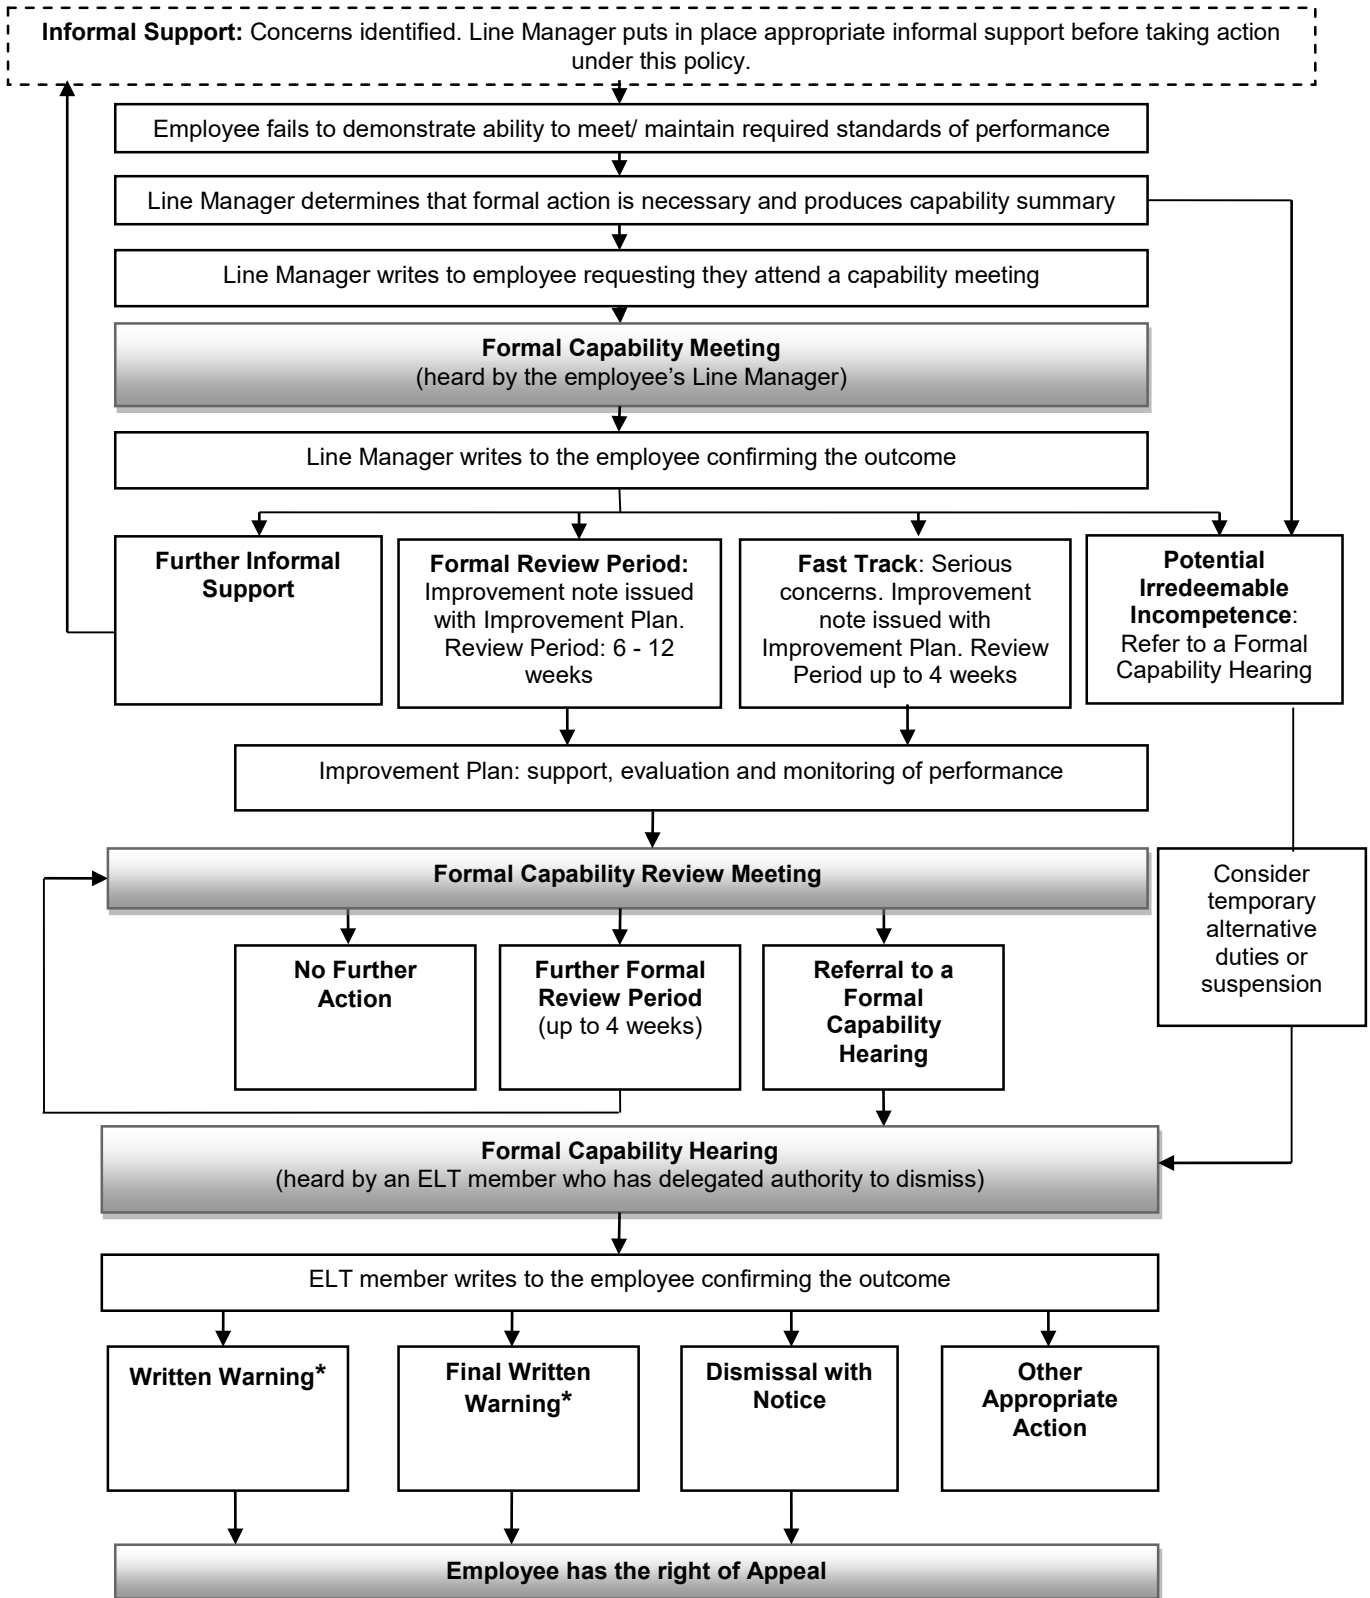 Informal Support: Concerns identified. Line Manager puts in place appropriate informal support before taking action
under this policy.
Employee fails to demonstrate ability to meet/ maintain required standards of performance
Line Manager determines that formal action is necessary and produces capability summary
Line Manager writes to employee requesting they attend a capability meeting
Formal Capability Meeting
(heard by the employee’s Line Manager)
Line Manager writes to the employee confirming the outcome
Further Informal
Support
Formal Review Period:
Improvement note issued
with Improvement Plan.
Review Period: 6 - 12
weeks
Fast Track: Serious
concerns. Improvement
note issued with
Improvement Plan. Review
Period up to 4 weeks
Potential
Irredeemable
Incompetence:
Refer to a Formal
Capability Hearing
Improvement Plan: support, evaluation and monitoring of performance
Formal Capability Review Meeting
Consider
temporary
alternative
duties or
suspension
No Further
Action
Further Formal
Review Period
(up to 4 weeks)
Referral to a
Formal
Capability
Hearing
Formal Capability Hearing
(heard by an ELT member who has delegated authority to dismiss)
ELT member writes to the employee confirming the outcome
Written Warning*
Final Written
Warning*
Dismissal with
Notice
Other
Appropriate
Action
Employee has the right of Appeal